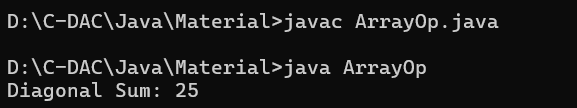 D:\C-DAC\Java\Material>javac ArrayOp.java
D:\C-DAC\Java\Material>java ArrayOp
Diagonal Sum: 25